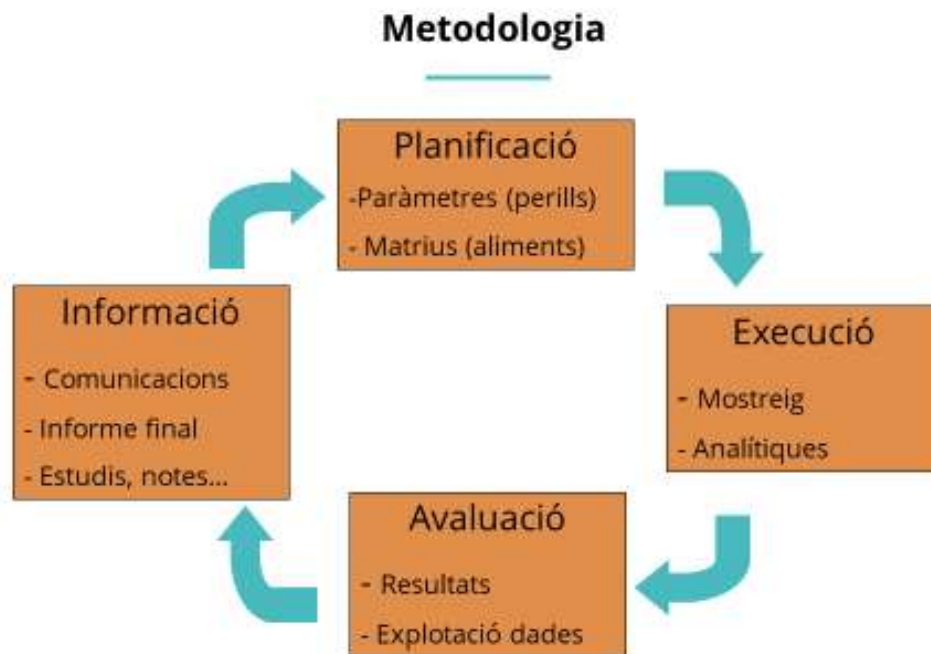 Metodologia
Planificació
-Paràmetres (perills)
- Matrius (aliments)
Execució
- Mostreig
- Analítiques
Avaluació
- Resultats
- Explotació dades
Informació
- Comunicacions
- Informe final
- Estudis, notes...